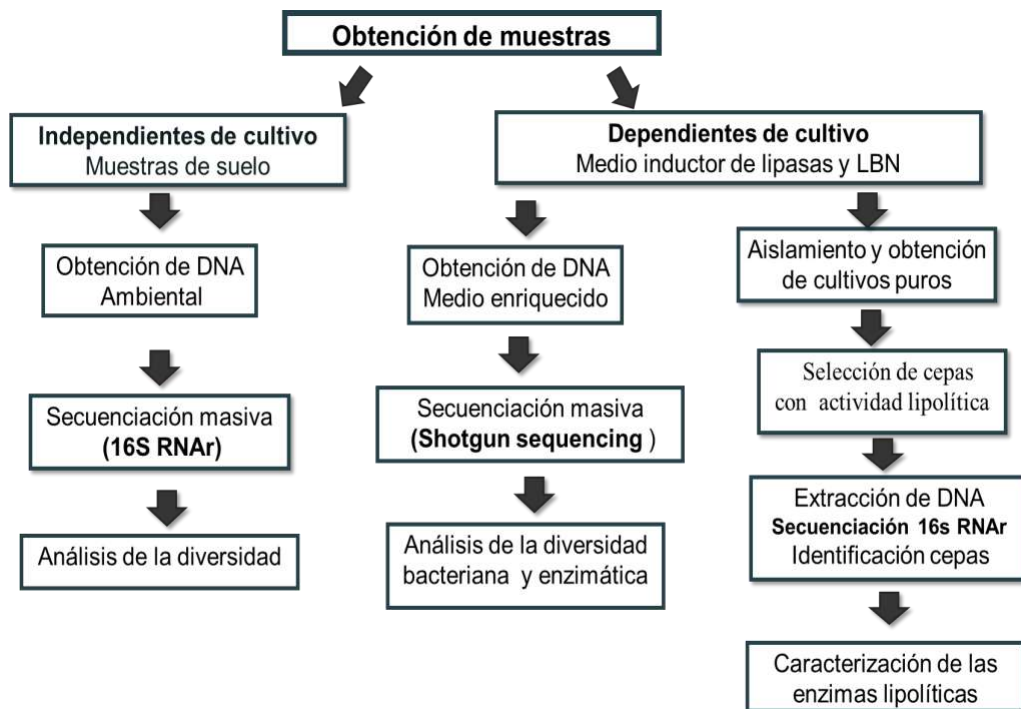 Obtención de muestras
Independientes de cultivo
Muestras de suelo
Obtención de DNA
Ambiental
Secuenciación masiva
(16S RNAr)
Análisis de la diversidad
Dependientes de cultivo
Medio inductor de lipasas y LBN
Obtención de DNA
Medio enriquecido
Secuenciación masiva
(Shotgun sequencing )
Análisis de la diversidad
bacteriana y enzimática
Aislamiento y obtención
de cultivos puros
Selección de cepas
con actividad lipolítica
Extracción de DNA
Secuenciación 16s RNAr
Identificación cepas
Caracterización de las
enzimas lipolíticas